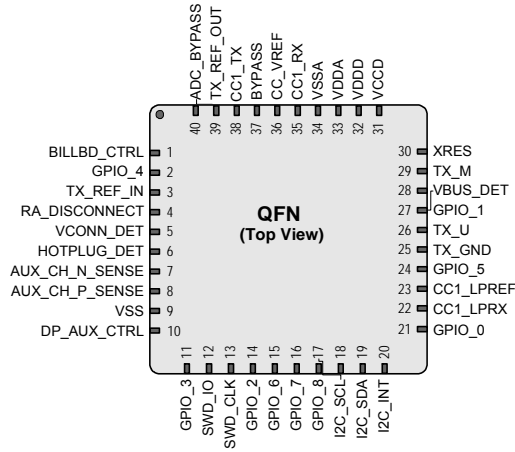 ADC_BYPASS
TX_REF_OUT
CC1_TX
BYPASS
CC_VREF
CC1_RX
VSSA
VDDA
VDDD
VCCD
40
39
38
37
36
35
34
33
32
31
BILLBD_CTRL 1
GPIO_4 2
TX_REF_IN 3
RA_DISCONNECT 4
VCONN_DET 5
HOTPLUG_DET 6
AUX_CH_N_SENSE 7
AUX_CH_P_SENSE 8
VSS 9
DP_AUX_CTRL 10
QFN
(Top View)
30 XRES
29 TX_M
28 VBUS_DET
27 GPIO_1
26 TX_U
25 TX_GND
24 GPIO_5
23 CC1_LPREF
22 CC1_LPRX
21 GPIO_0
11
12
13
14
15
16
17
18
19
20
GPIO_3
SWD_IO
SWD_CLK
GPIO_2
GPIO_6
GPIO_7
GPIO_8
I2C_SCL
I2C_SDA
I2C_INT